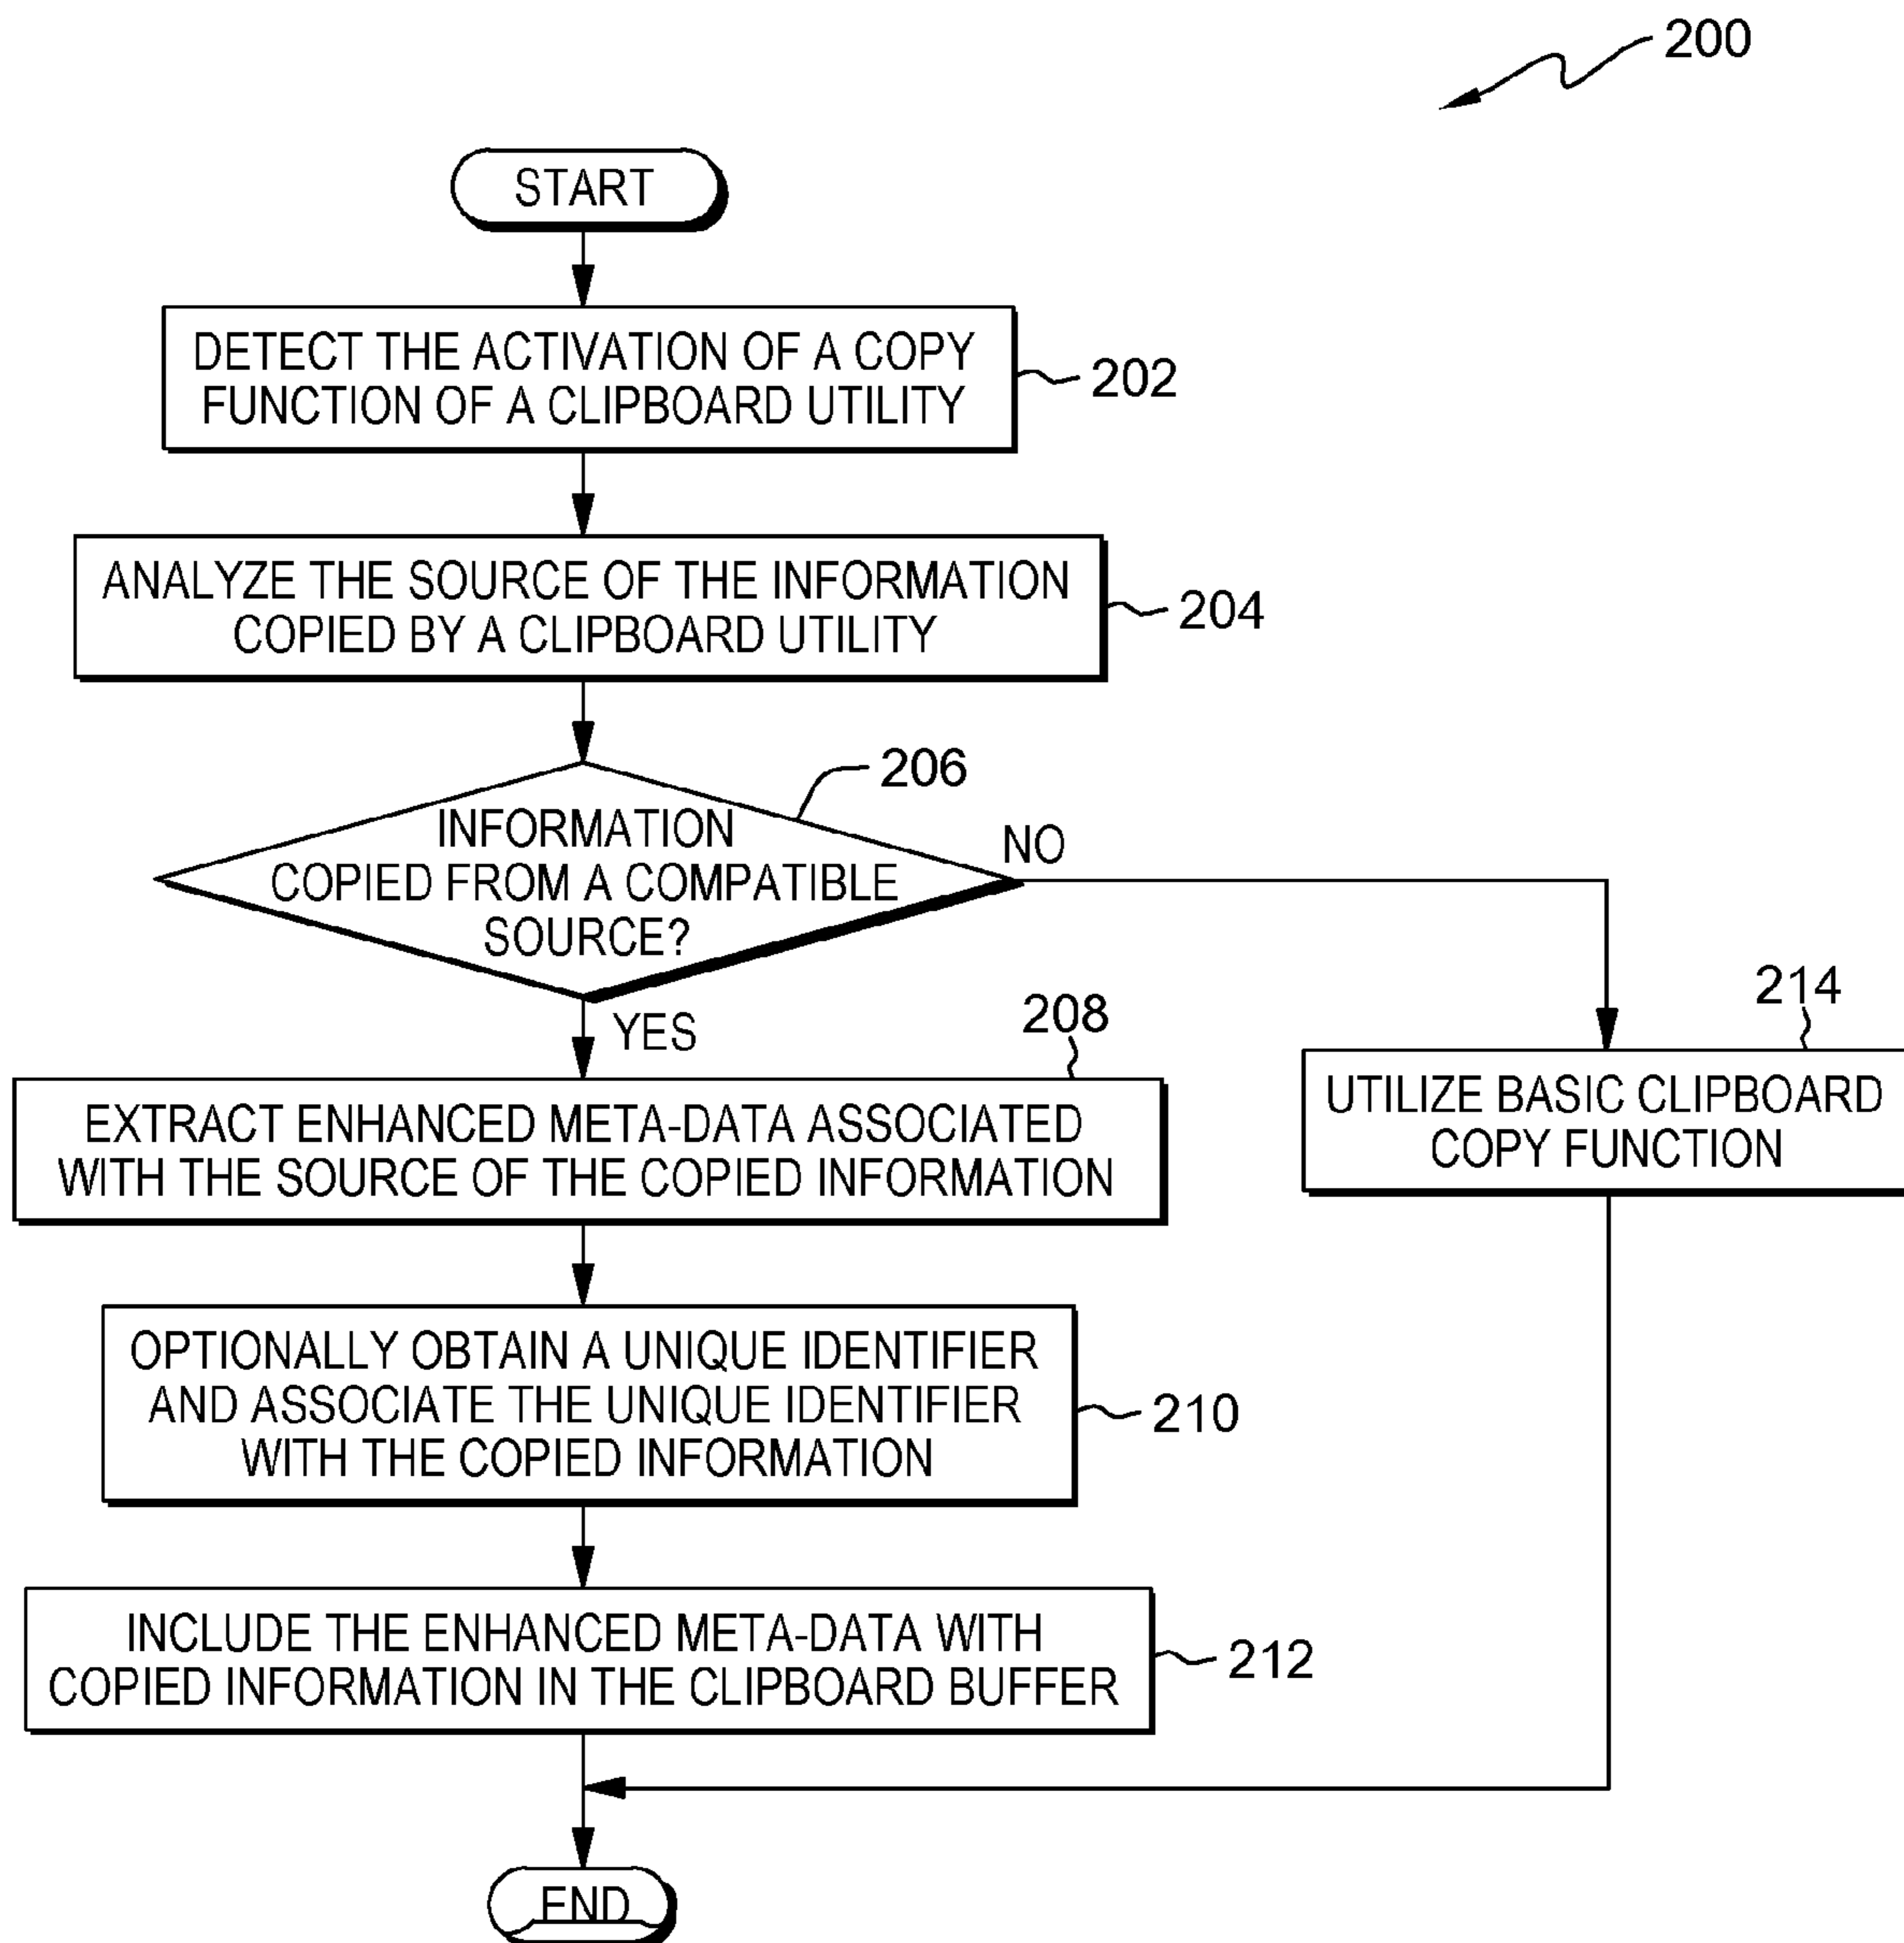 200
START
DETECT THE ACTIVATION OF A COPY
FUNCTION OF A CLIPBOARD UTILITY
202
ANALYZE THE SOURCE OF THE INFORMATION
COPIED BY A CLIPBOARD UTILITY
204
206
INFORMATION
COPIED FROM A COMPATIBLE
SOURCE?
NO
YES
208
214
EXTRACT ENHANCED META-DATA ASSOCIATED
WITH THE SOURCE OF THE COPIED INFORMATION
UTILIZE BASIC CLIPBOARD
COPY FUNCTION
OPTIONALLY OBTAIN A UNIQUE IDENTIFIER
AND ASSOCIATE THE UNIQUE IDENTIFIER
WITH THE COPIED INFORMATION
210
INCLUDE THE ENHANCED META-DATA WITH
COPIED INFORMATION IN THE CLIPBOARD BUFFER
212
END